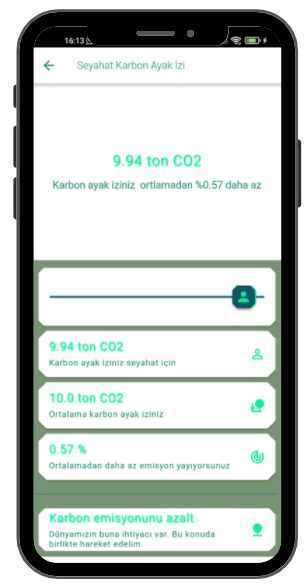 16:13
Seyahat Karbon Ayak İzi
9.94 ton CO2
Karbon ayak iziniz ortlamadan %0.57 daha az
9.94 ton CO2
Karbon ayak iziniz seyahat için
10.0 ton CO2
Ortalama karbon ayak iziniz
0.57 %
Ortalamadan daha az emisyon yayıyorsunuz
Karbon emisyonunu azalt
Dünyamızın buna ihtiyacı var. Bu konuda
birlikte hareket edelim.